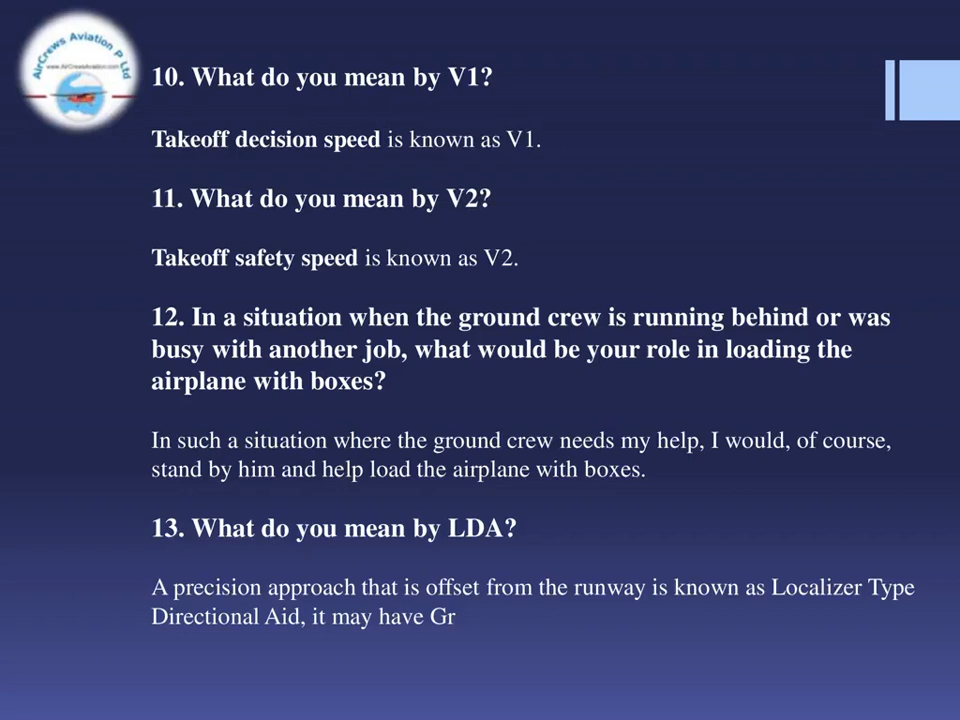 AirCrews Aviation P Ltd
www.AirCrewsAviation.com
10. What do you mean by V1?
Takeoff decision speed is known as V1.
11. What do you mean by V2?
Takeoff safety speed is known as V2.
12. In a situation when the ground crew is running behind or was
busy with another job, what would be your role in loading the
airplane with boxes?
In such a situation where the ground crew needs my help, I would, of course,
stand by him and help load the airplane with boxes.
13. What do you mean by LDA?
A precision approach that is offset from the runway is known as Localizer Type
Directional Aid, it may have Gr